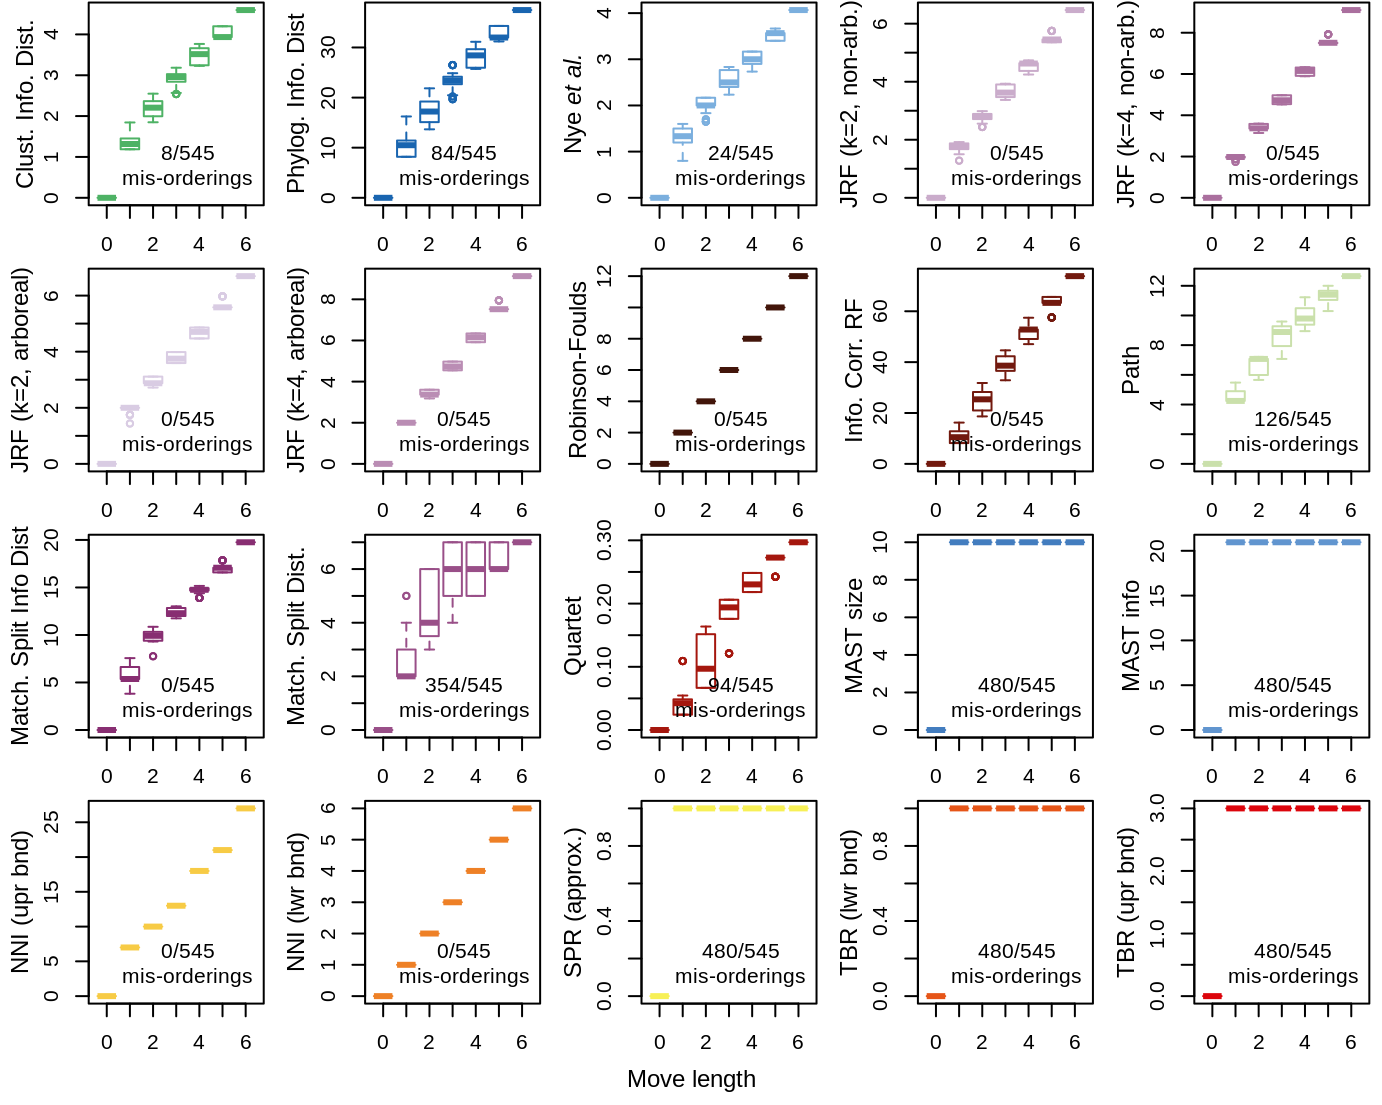 Clust. Info. Dist.
0 1 2 3 4
8/545
mis-orderings
0 2 4 6
Phylog. Info. Dist
0 10 20 30
84/545
mis-orderings
0 2 4 6
Nye et al.
0 1 2 3 4
24/545
mis-orderings
0 2 4 6
JRF (k=2, non-arb.)
0 2 4 6
0/545
mis-orderings
0 2 4 6
JRF (k=4, non-arb.)
0 2 4 6 8
0/545
mis-orderings
0 2 4 6
JRF (k=2, arboreal)
0 2 4 6
0/545
mis-orderings
0 2 4 6
JRF (k=4, arboreal)
0 2 4 6 8
0/545
mis-orderings
0 2 4 6
Robinson-Foulds
0 2 4 6 8 10 12
0/545
mis-orderings
0 2 4 6
Info. Corr. RF
0 20 40 60
0/545
mis-orderings
0 2 4 6
Path
0 4 8 12
126/545
mis-orderings
0 2 4 6
Match. Split Info Dist
0 5 10 15 20
0/545
mis-orderings
0 2 4 6
Match. Split Dist.
0 2 4 6
354/545
mis-orderings
0 2 4 6
Quartet
0.00 0.10 0.20 0.30
94/545
mis-orderings
0 2 4 6
MAST size
0 2 4 6 8 10
480/545
mis-orderings
0 2 4 6
MAST info
0 5 10 15 20
480/545
mis-orderings
0 2 4 6
NNI (upr bnd)
0 5 15 25
0/545
mis-orderings
0 2 4 6
NNI (lwr bnd)
0 1 2 3 4 5 6
0/545
mis-orderings
0 2 4 6
SPR (approx.)
0.0 0.4 0.8
480/545
mis-orderings
0 2 4 6
TBR (lwr bnd)
0.0 0.4 0.8
480/545
mis-orderings
0 2 4 6
TBR (upr bnd)
0.0 1.0 2.0 3.0
480/545
mis-orderings
0 2 4 6
Move length